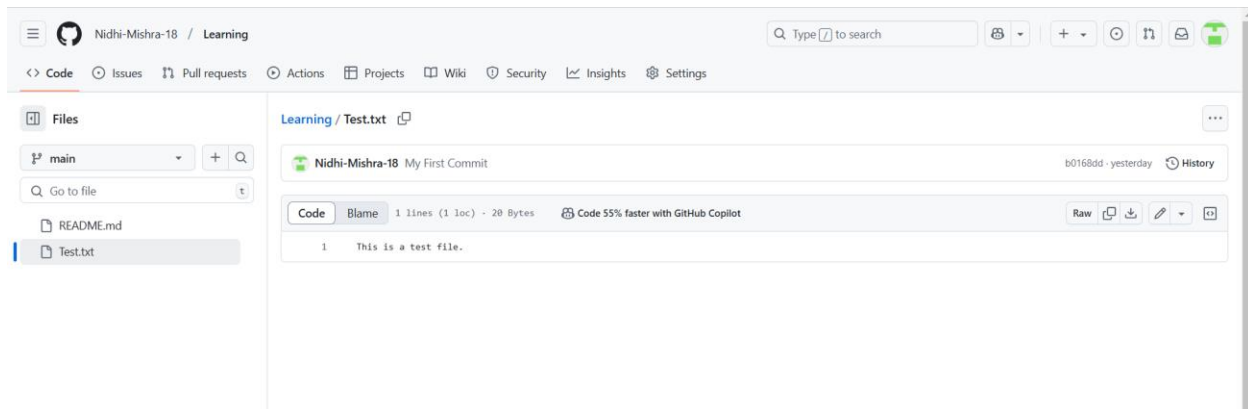 Nidhi-Mishra-18 / Learning
Type / to search
Code Issues Pull requests Actions Projects Wiki Security Insights Settings
Files
Learning / Test.txt
main
Nidhi-Mishra-18 My First Commit
b0168dd · yesterday History
Go to file
t
Code Blame 1 lines (1 loc) · 20 Bytes Code 55% faster with GitHub Copilot
Raw
README.md
1 This is a test file.
Test.txt